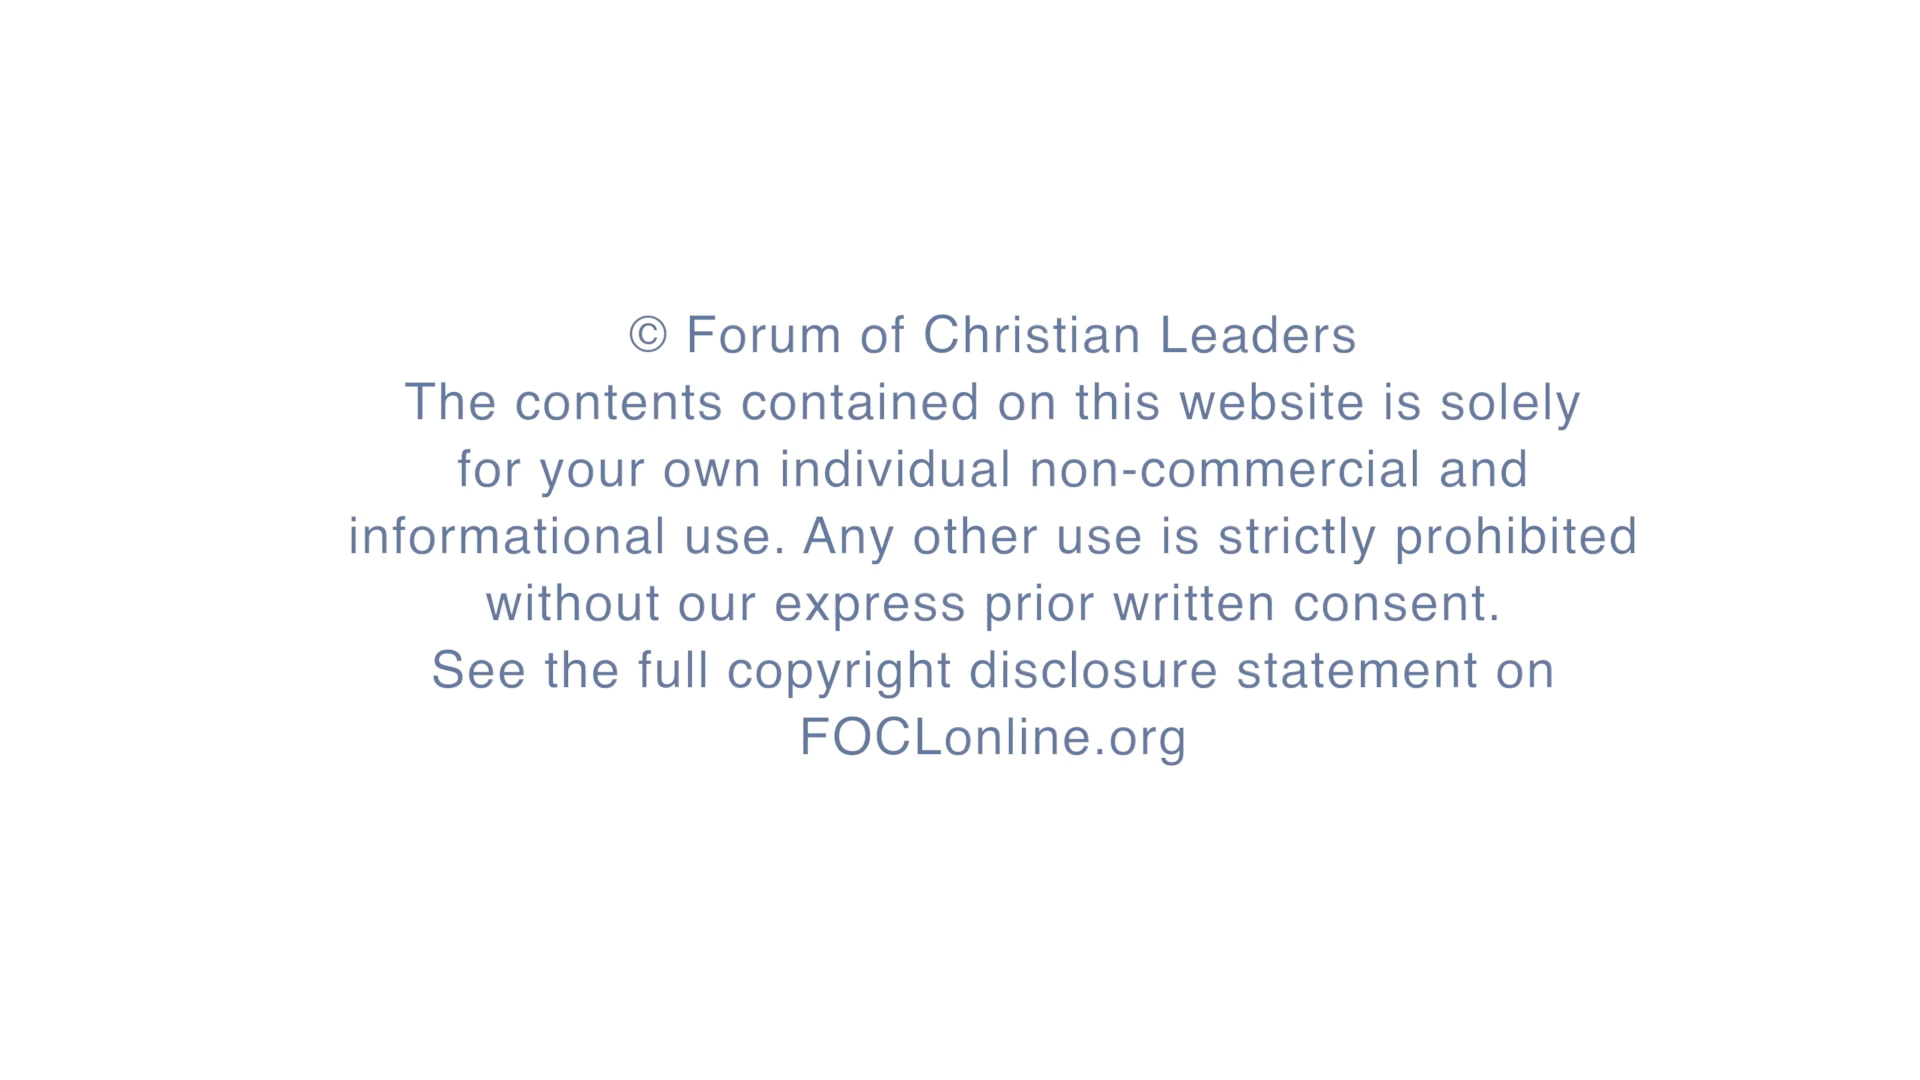 © Forum of Christian Leaders
The contents contained on this website is solely
for your own individual non-commercial and
informational use. Any other use is strictly prohibited
without our express prior written consent.
See the full copyright disclosure statement on
FOCLonline.org